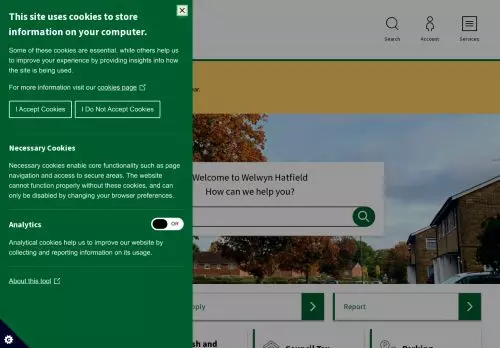 This site uses cookies to store
information on your computer.
Some of these cookies are essential, while others help us
to improve your experience by providing insights into
how the site is being used.
For more information visit our cookies page
I Accept Cookies
I Do Not Accept Cookies
Necessary Cookies
Necessary cookies enable core functionality such as page
navigation and access to secure areas. The website
cannot function properly without these cookies, and can
only be disabled by changing your browser preferences.
Analytics
Off
Analytical cookies help us to improve our website by
collecting and reporting information on its usage.
About this tool
Search
Account
Services
Welcome to Welwyn Hatfield
How can we help you?
Report
and
Council Tax
Parking